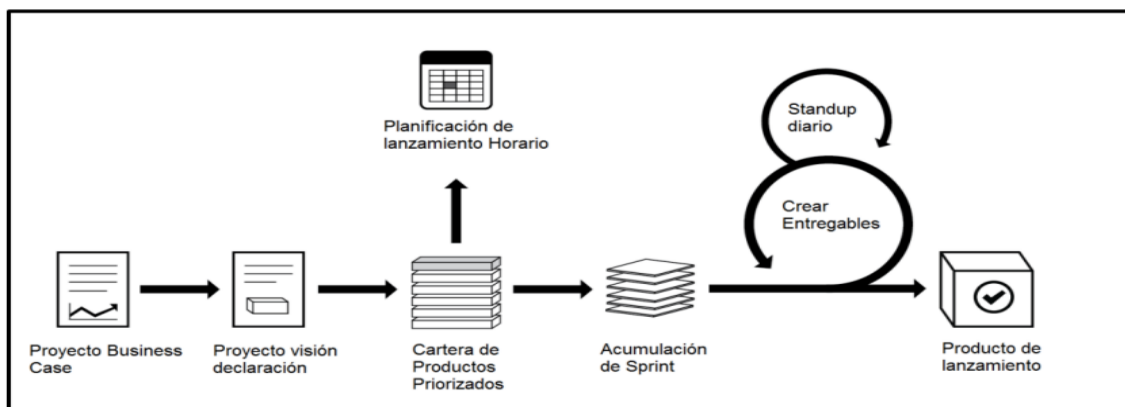 Standup
diario
Planificación de
lanzamiento Horario
Crear
Entregables
Proyecto Business
Case
Proyecto visión
declaración
Cartera de
Productos
Priorizados
Acumulación
de Sprint
Producto de
lanzamiento